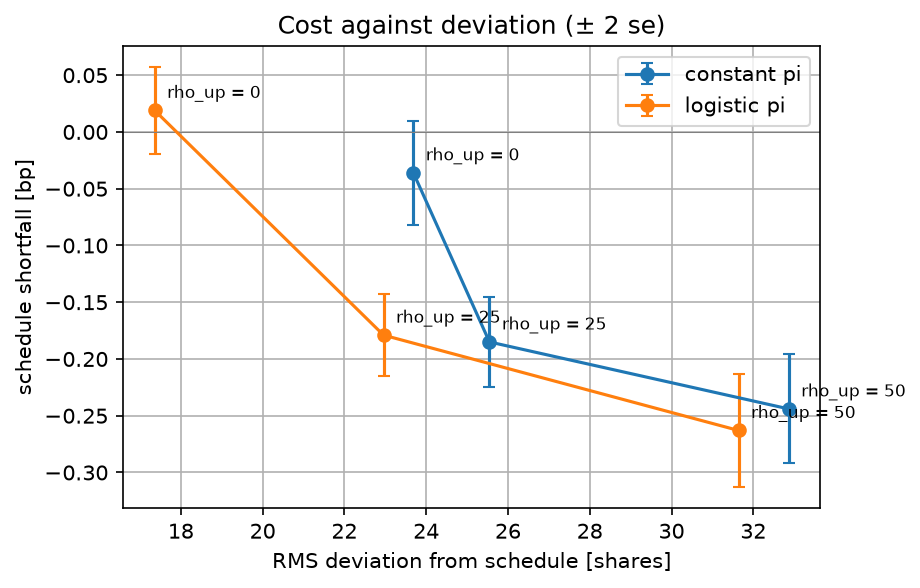 Cost against deviation (± 2 se)
constant pi
logistic pi
rho_up = 0
rho_up = 0
rho_up = 25
rho_up = 25
rho_up = 50
rho_up = 50
schedule shortfall [bp]
0.05
0.00
−0.05
−0.10
−0.15
−0.20
−0.25
−0.30
18 20 22 24 26 28 30 32
RMS deviation from schedule [shares]